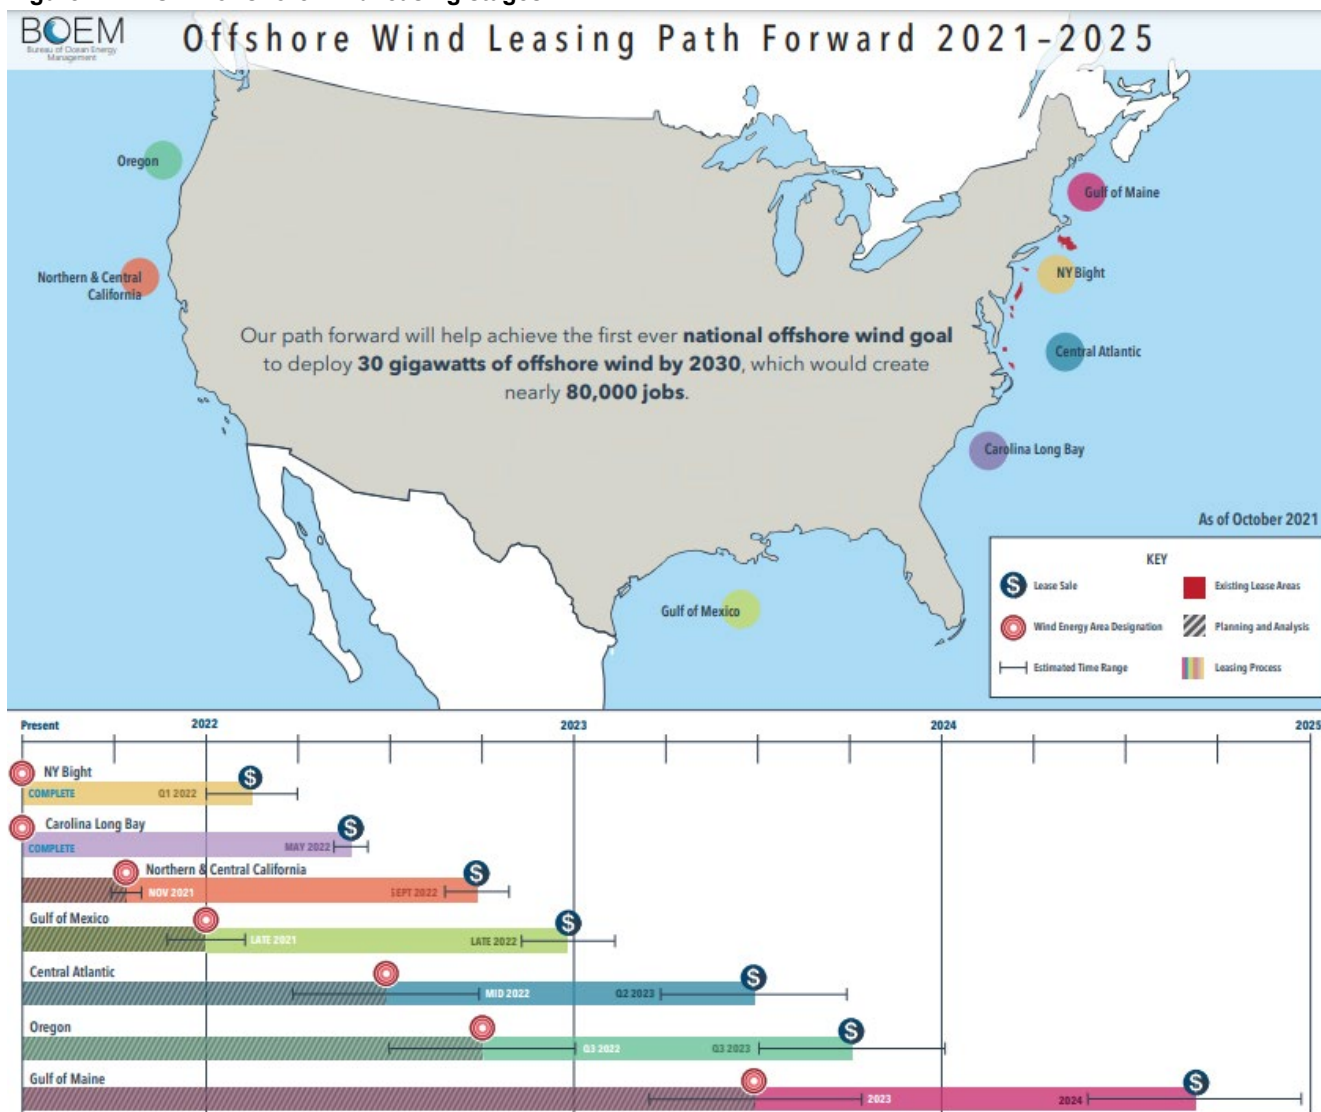 BOEM
Bureau of Ocean Energy
Management
Offshore Wind Leasing Path Forward 2021–2025
Oregon
Gulf of Maine
Northern & Central
California
NY Bight
Our path forward will help achieve the first ever national offshore wind goal
to deploy 30 gigawatts of offshore wind by 2030, which would create
nearly 80,000 jobs.
Central Atlantic
Carolina Long Bay
Gulf of Mexico
As of October 2021
KEY
$ Lease Sale
Existing Lease Areas
Wind Energy Area Designation
Planning and Analysis
Estimated Time Range
Leasing Process
Present 2022 2023 2024 2025
NY Bight $
COMPLETE Q1 2022
Carolina Long Bay $
COMPLETE MAY 2022
Northern & Central California $
NOV 2021 SEPT 2022
Gulf of Mexico $
LATE 2021 LATE 2022
Central Atlantic $
MID 2022 Q2 2023
Oregon $
Q3 2022 Q3 2023
Gulf of Maine $
2023 2024